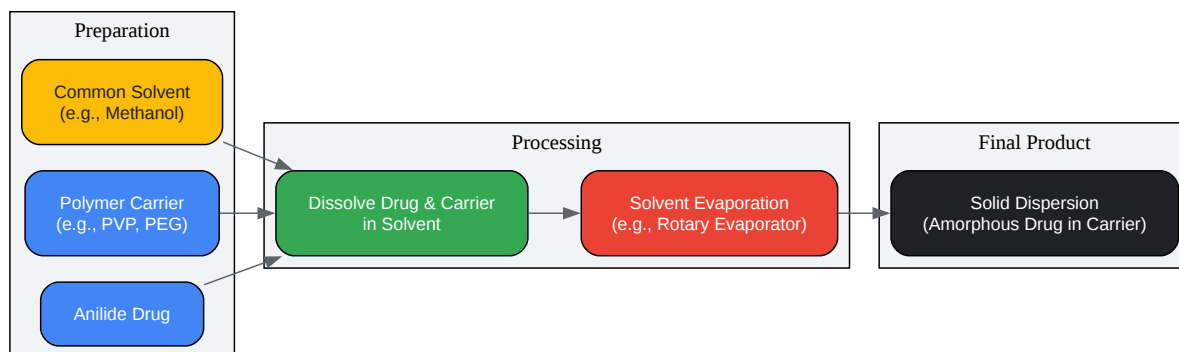 Preparation
Common Solvent
(e.g., Methanol)
Polymer Carrier
(e.g., PVP, PEG)
Anilide Drug
Processing
Dissolve Drug & Carrier
in Solvent
Solvent Evaporation
(e.g., Rotary Evaporator)
Final Product
Solid Dispersion
(Amorphous Drug in Carrier)